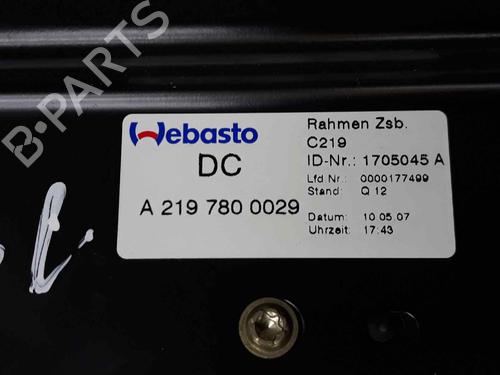 Webasto
DC
A 219 780 0029
Rahmen Zsb.
C219
ID-Nr.: 1705045 A
Lfd Nr.: 0000177499
Stand: Q 12
Datum: 10.05.07
Uhrzeit: 17:43
B-PARTS